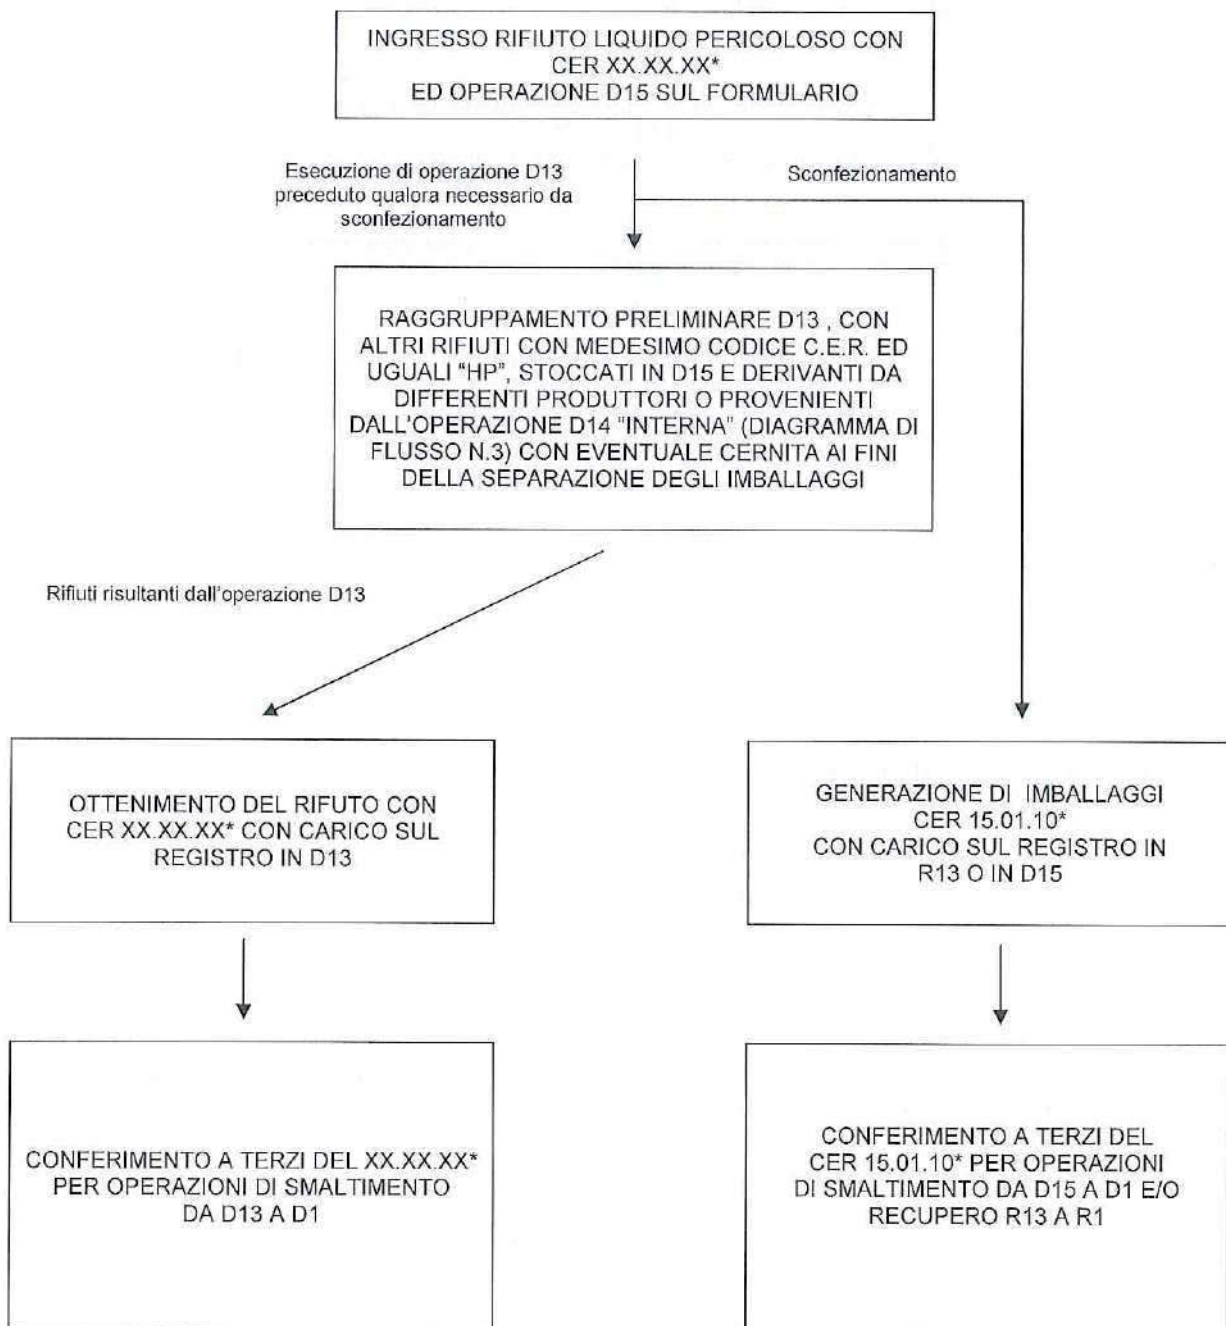 INGRESSO RIFIUTO LIQUIDO PERICOLOSO CON
CER XX.XX.XX*
ED OPERAZIONE D15 SUL FORMULARIO
Esecuzione di operazione D13
preceduto qualora necessario da
sconfezionamento
Sconfezionamento
RAGGRUPPAMENTO PRELIMINARE D13 , CON
ALTRI RIFIUTI CON MEDESIMO CODICE C.E.R. ED
UGUALI “HP”, STOCCATI IN D15 E DERIVANTI DA
DIFFERENTI PRODUTTORI O PROVENIENTI
DALL'OPERAZIONE D14 “INTERNA” (DIAGRAMMA DI
FLUSSO N.3) CON EVENTUALE CERNITA AI FINI
DELLA SEPARAZIONE DEGLI IMBALLAGGI
Rifiuti risultanti dall'operazione D13
OTTENIMENTO DEL RIFUTO CON
CER XX.XX.XX* CON CARICO SUL
REGISTRO IN D13
GENERAZIONE DI IMBALLAGGI
CER 15.01.10*
CON CARICO SUL REGISTRO IN
R13 O IN D15
CONFERIMENTO A TERZI DEL XX.XX.XX*
PER OPERAZIONI DI SMALTIMENTO
DA D13 A D1
CONFERIMENTO A TERZI DEL
CER 15.01.10* PER OPERAZIONI
DI SMALTIMENTO DA D15 A D1 E/O
RECUPERO R13 A R1